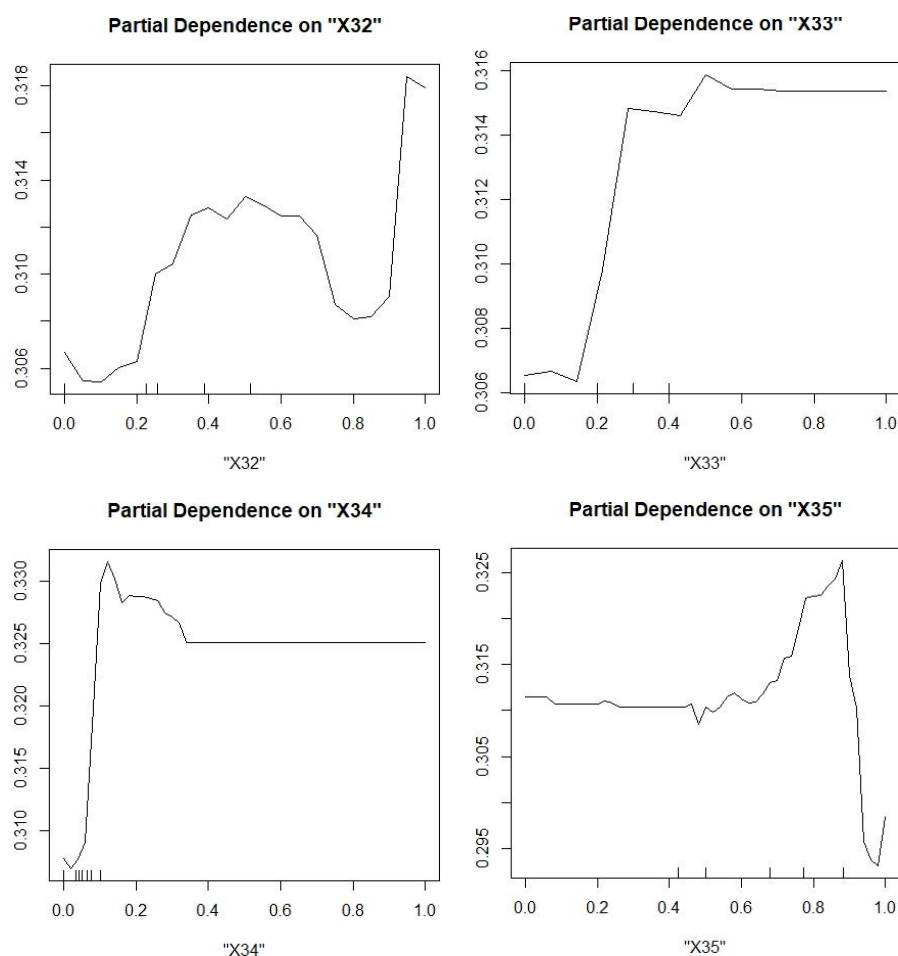 Partial Dependence on "X32"
0.318
0.314
0.310
0.306
0.0 0.2 0.4 0.6 0.8 1.0
"X32"
Partial Dependence on "X33"
0.316
0.314
0.312
0.310
0.308
0.306
0.0 0.2 0.4 0.6 0.8 1.0
"X33"
Partial Dependence on "X34"
0.330
0.325
0.320
0.315
0.310
0.0 0.2 0.4 0.6 0.8 1.0
"X34"
Partial Dependence on "X35"
0.325
0.315
0.305
0.295
0.0 0.2 0.4 0.6 0.8 1.0
"X35"